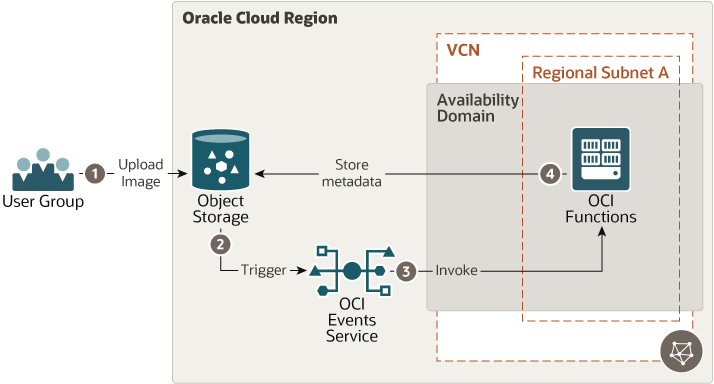 Oracle Cloud Region
VCN
Regional Subnet A
Availability
Domain
1
Upload
Image
User Group
Object
Storage
Store
metadata
4
OCI
Functions
2
Trigger
3
Invoke
OCI
Events
Service